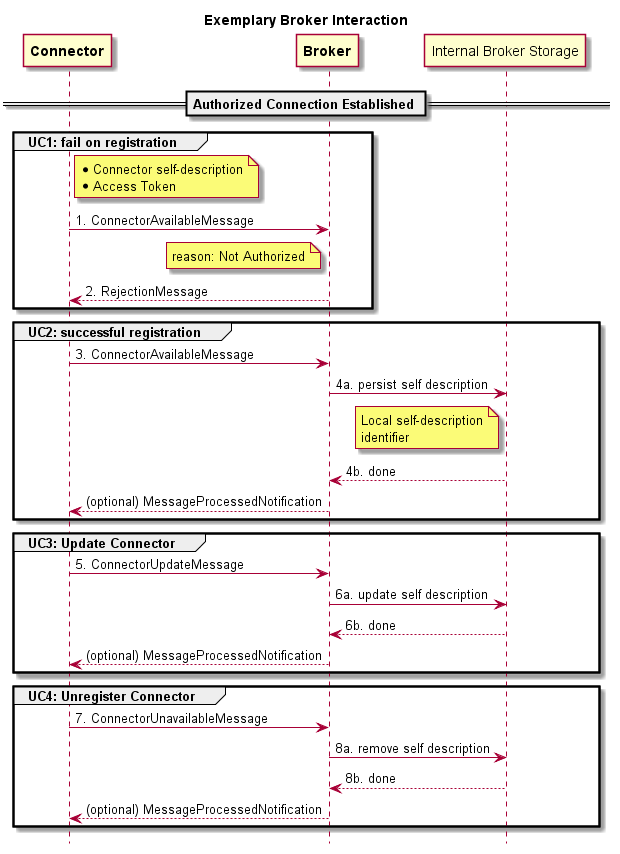 Exemplary Broker Interaction
Connector
Broker
Internal Broker Storage
Authorized Connection Established
UC1: fail on registration
• Connector self-description
• Access Token
1. ConnectorAvailableMessage
reason: Not Authorized
2. RejectionMessage
UC2: successful registration
3. ConnectorAvailableMessage
4a. persist self description
Local self-description
identifier
4b. done
(optional) MessageProcessedNotification
UC3: Update Connector
5. ConnectorUpdateMessage
6a. update self description
6b. done
(optional) MessageProcessedNotification
UC4: Unregister Connector
7. ConnectorUnavailableMessage
8a. remove self description
8b. done
(optional) MessageProcessedNotification